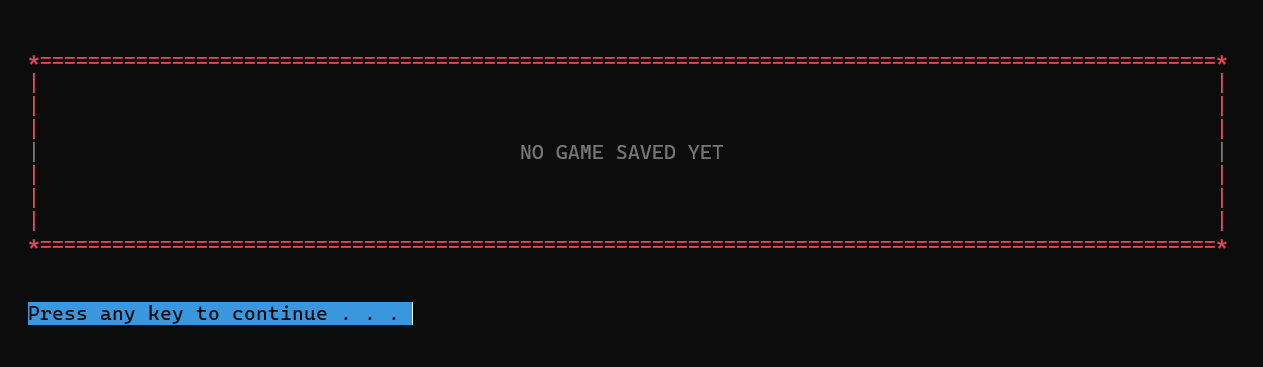 NO GAME SAVED YET
Press any key to continue . . .